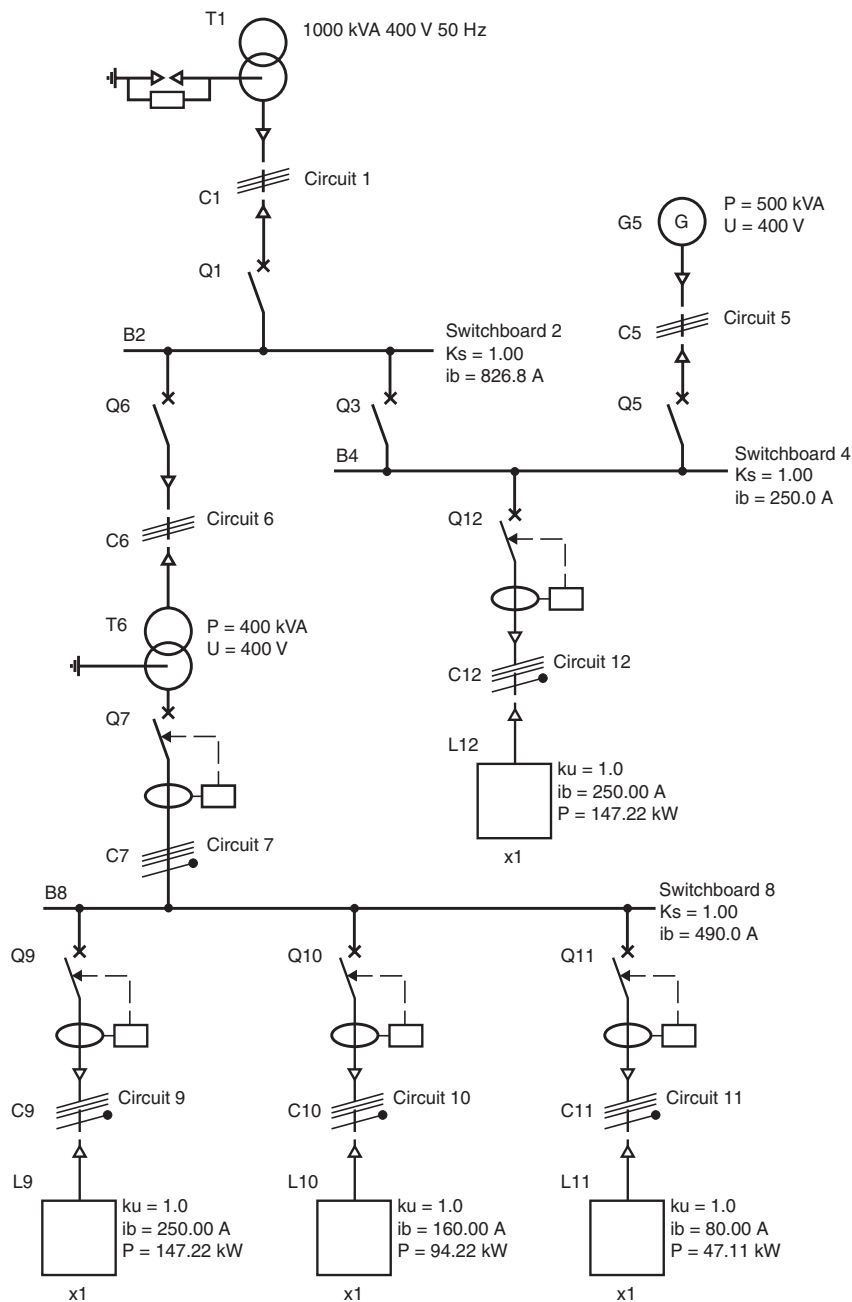 T1
1000 kVA 400 V 50 Hz
Circuit 1
C1
Q1
G5
G
P = 500 kVA
U = 400 V
C5
Circuit 5
Q5
B2
Switchboard 2
Ks = 1.00
ib = 826.8 A
Q6
Q3
B4
Switchboard 4
Ks = 1.00
ib = 250.0 A
C6
Circuit 6
Q12
T6
P = 400 kVA
U = 400 V
C12
Circuit 12
Q7
L12
ku = 1.0
ib = 250.00 A
P = 147.22 kW
x1
C7
Circuit 7
B8
Switchboard 8
Ks = 1.00
ib = 490.0 A
Q9
Q10
Q11
C9
Circuit 9
C10
Circuit 10
C11
Circuit 11
L9
ku = 1.0
ib = 250.00 A
P = 147.22 kW
x1
L10
ku = 1.0
ib = 160.00 A
P = 94.22 kW
x1
L11
ku = 1.0
ib = 80.00 A
P = 47.11 kW
x1